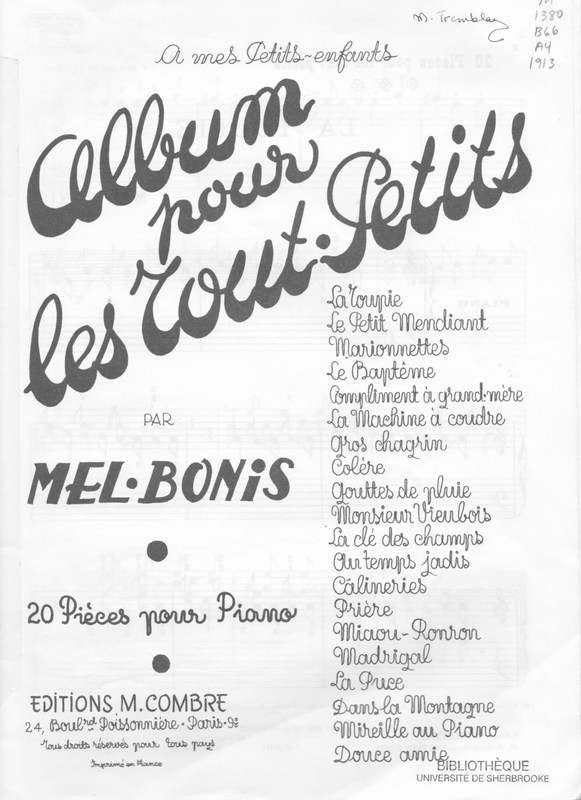 M. Tremblay
M
1380
B66
A4
1913
A mes Petits-enfants
Album
pour
les Tout-Petits
PAR
MEL-BONIS
20 Pièces pour Piano
EDITIONS M. COMBRE
24, Boulrd Poissonnière - Paris-9e
Tous droits réservés pour tous pays
Imprimé en France
La Toupie
Le Petit Mendiant
Marionnettes
Le Baptême
Compliment à grand-mère
La Machine à coudre
Gros chagrin
Colère
Gouttes de pluie
Monsieur Vieubois
La clé des champs
Au temps jadis
Câlineries
Prière
Miaou-Ronron
Madrigal
La Puce
Dans la Montagne
Mireille au Piano
Douce amie
BIBLIOTHÈQUE
UNIVERSITÉ DE SHERBROOKE